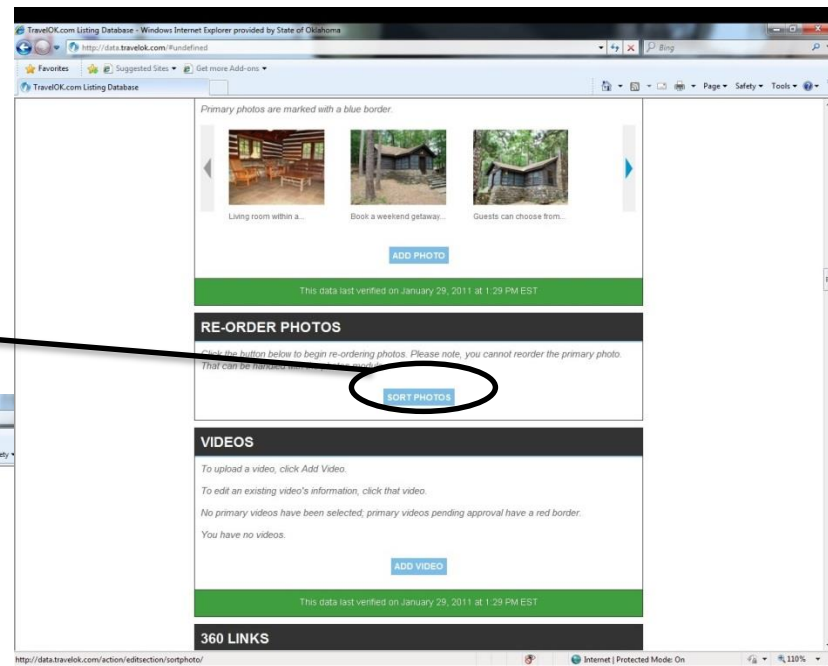 TravelOK.com Listing Database - Windows Internet Explorer provided by State of Oklahoma
http://data.travelok.com/#undefined
Bing
Favorites Suggested Sites Get more Add-ons
TravelOK.com Listing Database
Page Safety Tools
Primary photos are marked with a blue border.
Living room within a... Book a weekend getaway... Guests can choose from...
ADD PHOTO
This data last verified on January 29, 2011 at 1:29 PM EST
RE-ORDER PHOTOS
Click the button below to begin re-ordering photos. Please note, you cannot reorder the primary photo.
That can be handled with the photos module.
SORT PHOTOS
VIDEOS
To upload a video, click Add Video.
To edit an existing video's information, click that video.
No primary videos have been selected; primary videos pending approval have a red border.
You have no videos.
ADD VIDEO
This data last verified on January 29, 2011 at 1:29 PM EST
360 LINKS
http://data.travelok.com/action/editsection/sortphoto/
Internet | Protected Mode: On 110%